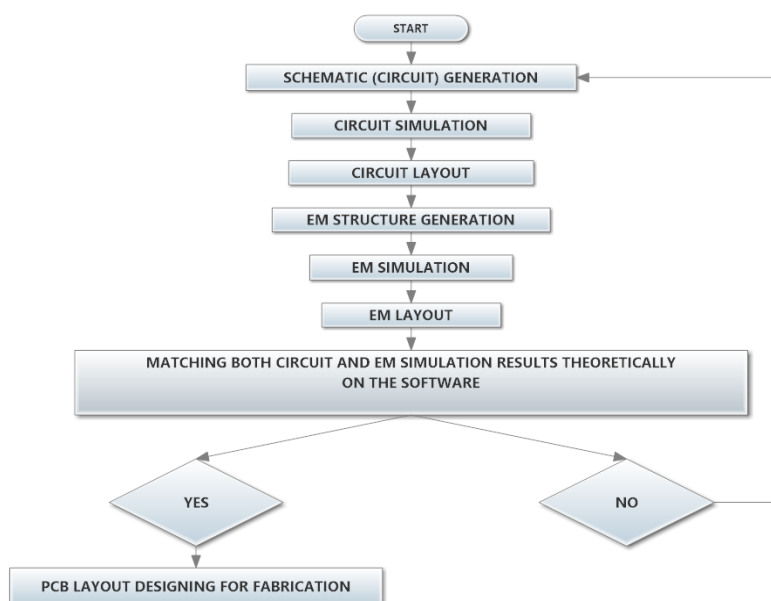 START
SCHEMATIC (CIRCUIT) GENERATION
CIRCUIT SIMULATION
CIRCUIT LAYOUT
EM STRUCTURE GENERATION
EM SIMULATION
EM LAYOUT
MATCHING BOTH CIRCUIT AND EM SIMULATION RESULTS THEORETICALLY
ON THE SOFTWARE
YES
NO
PCB LAYOUT DESIGNING FOR FABRICATION